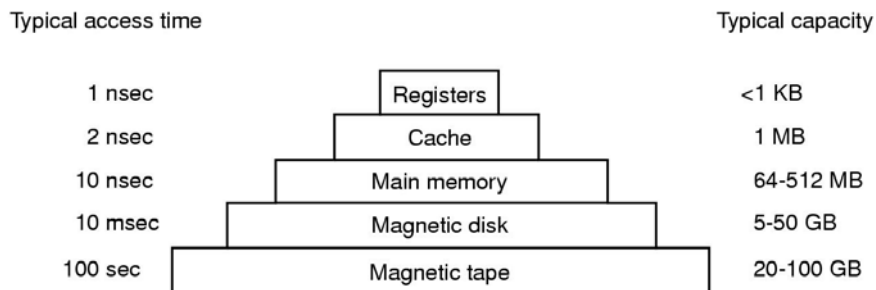 Typical access time Typical capacity
1 nsec Registers <1 KB
2 nsec Cache 1 MB
10 nsec Main memory 64-512 MB
10 msec Magnetic disk 5-50 GB
100 sec Magnetic tape 20-100 GB